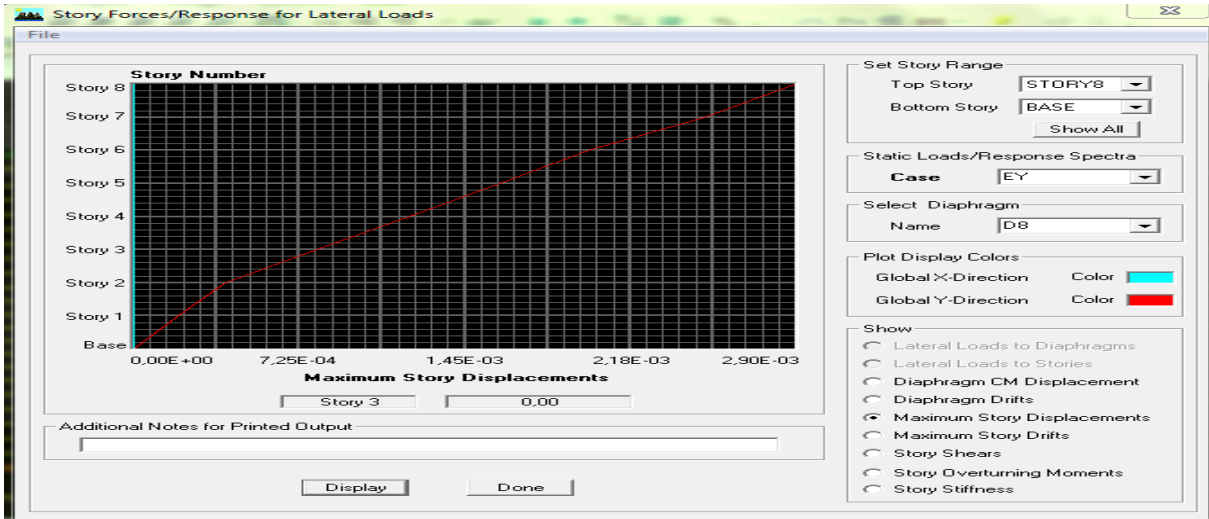 Story Forces/Response for Lateral Loads
File
Story Number
Story 8
Story 7
Story 6
Story 5
Story 4
Story 3
Story 2
Story 1
Base
0,00E+00 7,25E-04 1,45E-03 2,18E-03 2,90E-03
Maximum Story Displacements
Story 3 0,00
Additional Notes for Printed Output
Display Done
Set Story Range
Top Story STORY8
Bottom Story BASE
Show All
Static Loads/Response Spectra
Case EY
Select Diaphragm
Name D8
Plot Display Colors
Global X-Direction Color
Global Y-Direction Color
Show
Lateral Loads to Diaphragms
Lateral Loads to Stories
Diaphragm CM Displacement
Diaphragm Drifts
Maximum Story Displacements
Maximum Story Drifts
Story Shears
Story Overturning Moments
Story Stiffness